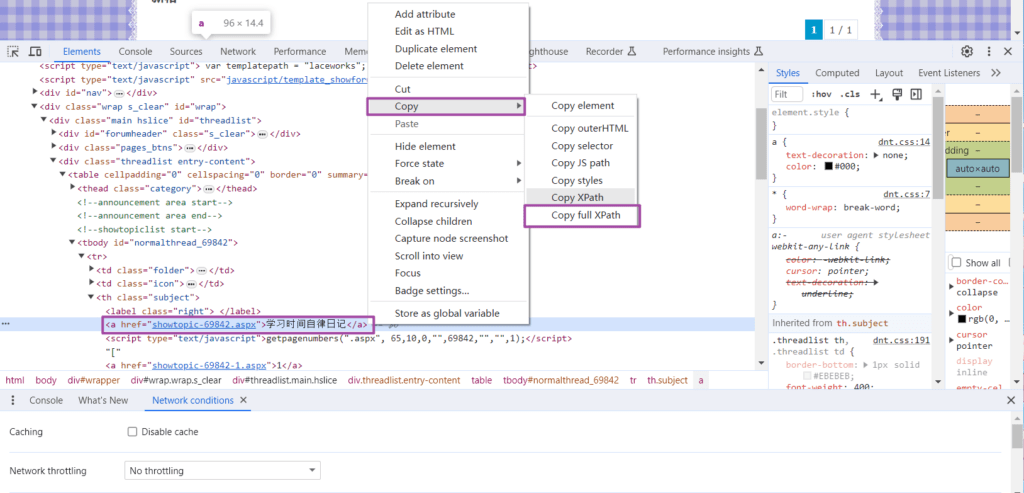 a 96 × 14.4
1 1 / 1
Elements Console Sources Network Performance Mem hthouse Recorder Performance insights
<script type="text/javascript"> var templatepath = "laceworks";
<script type="text/javascript" src="javascript/template_showfor
<div id="nav"> ⋯ </div>
<div class="wrap s_clear" id="wrap">
<div class="main hslice" id="threadlist">
<div id="forumheader" class="s_clear"> ⋯ </div>
<div class="pages_btns"> ⋯ </div>
<div class="threadlist entry-content">
<table cellpadding="0" cellspacing="0" border="0" summary=
<thead class="category"> ⋯ </thead>
<!--announcement area start-->
<!--announcement area end-->
<!--showtopiclist start-->
<tbody id="normalthread_69842">
<tr>
<td class="folder"> ⋯ </td>
<td class="icon"> ⋯ </td>
<th class="subject">
<label class="right"> </label>
<a href="showtopic-69842.aspx">学习时间自律日记</a>
<script type="text/javascript">getpagenumbers(".aspx", 65,10,0,"",69842,"","",1);</script>
"["
<a href="showtopic-69842-1.aspx">1</a>
Add attribute
Edit as HTML
Duplicate element
Delete element
Cut
Copy
Paste
Hide element
Force state
Break on
Expand recursively
Collapse children
Capture node screenshot
Scroll into view
Focus
Badge settings...
Store as global variable
Copy element
Copy outerHTML
Copy selector
Copy JS path
Copy styles
Copy XPath
Copy full XPath
Styles Computed Layout Event Listeners
Filt :hov .cls
element.style {
}
a { dnt.css:14
text-decoration: none;
color: #000;
}
* { dnt.css:7
word-wrap: break-word;
}
a:- user agent stylesheet
webkit-any-link {
color: -webkit-link;
cursor: pointer;
text-decoration:
underline;
}
Inherited from th.subject
.threadlist th, dnt.css:191
.threadlist td {
border-bottom: 1px solid
#E8E8E8;
font-weight: 400;
dding
auto×auto
Show all
border-co…
collapse
color
rgb(0, …
cursor
pointer
display
inline
empty-cel
html body div#wrapper div#wrap.wrap.s_clear div#threadlist.main.hslice div.threadlist.entry-content table tbody#normalthread_69842 tr th.subject a
Console What's New Network conditions
Caching Disable cache
Network throttling No throttling